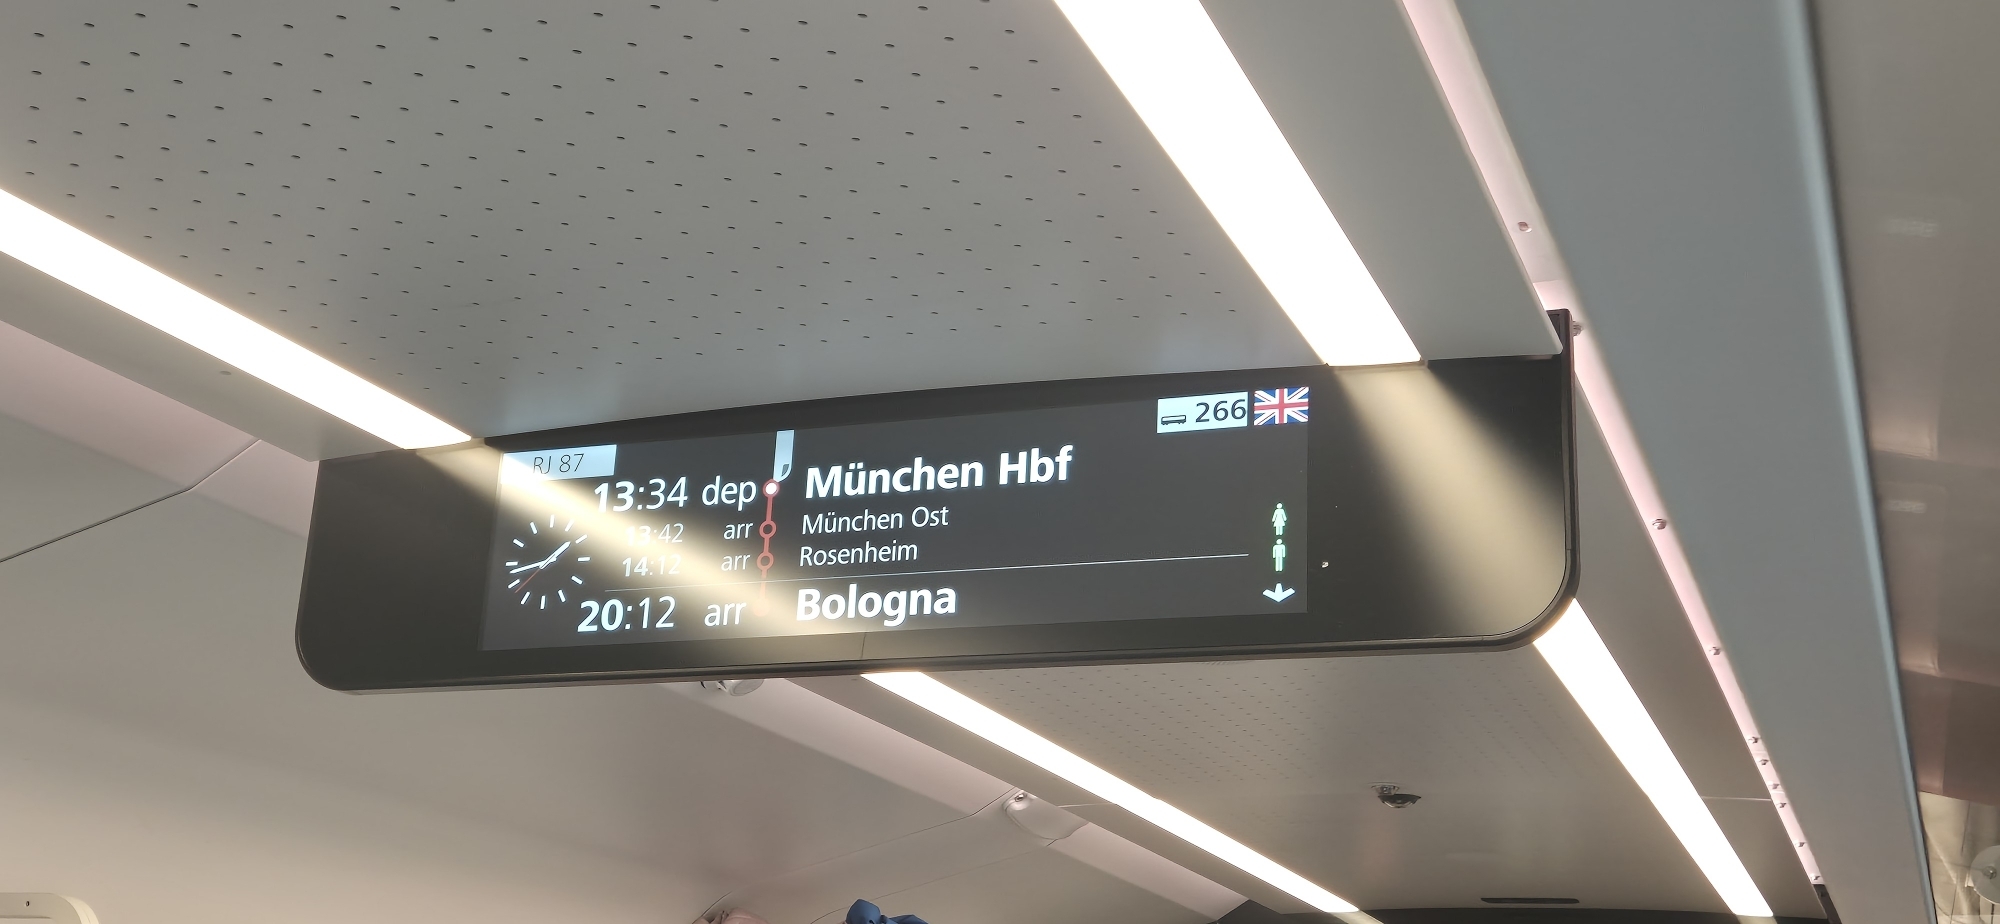 RJ 87
266
13:34 dep München Hbf
13:42 arr München Ost
14:12 arr Rosenheim
20:12 arr Bologna